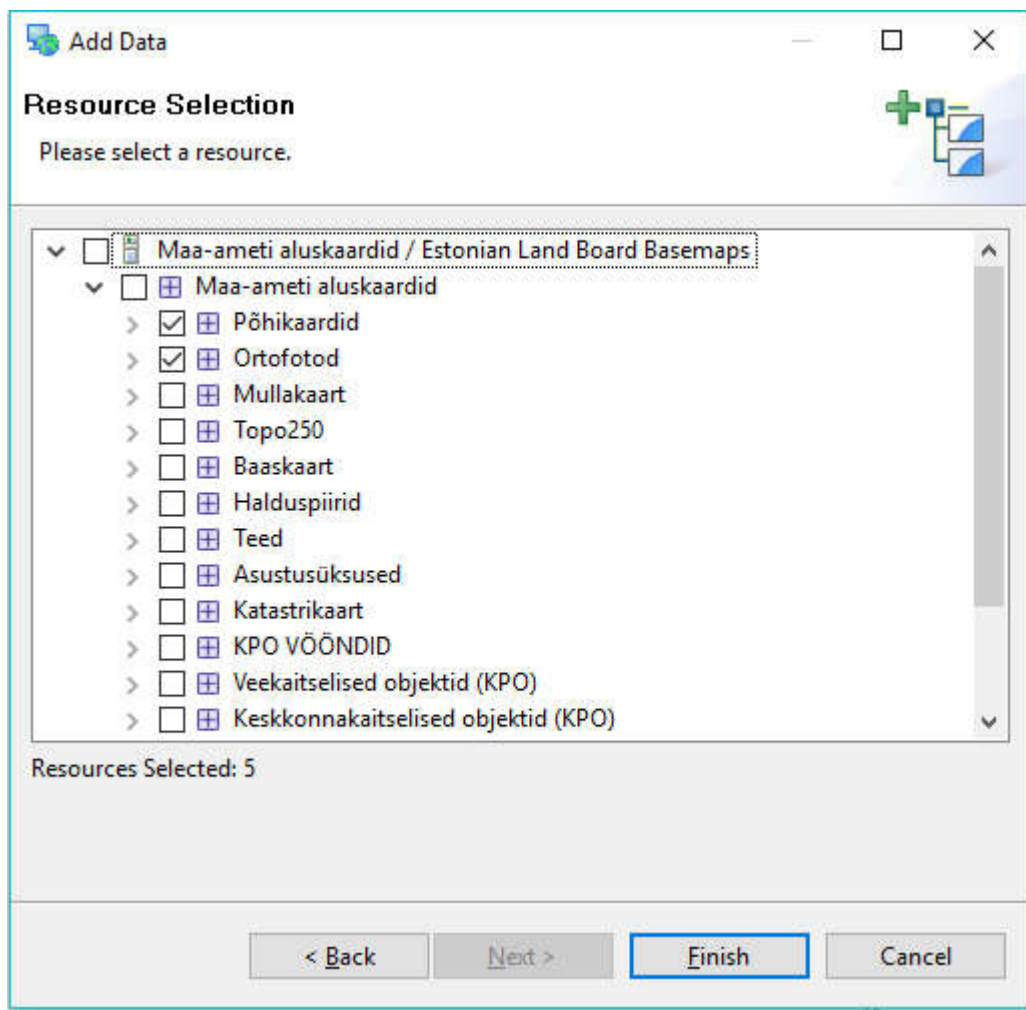 Add Data
Resource Selection
Please select a resource.
Maa-ameti aluskaardid / Estonian Land Board Basemaps
Maa-ameti aluskaardid
Põhikaardid
Ortofotod
Mullakaart
Topo250
Baaskaart
Halduspiirid
Teed
Asustusüksused
Katastrikaart
KPO VÖÖNDID
Veekaitselised objektid (KPO)
Keskkonnakaitselised objektid (KPO)
Resources Selected: 5
< Back Next > Finish Cancel